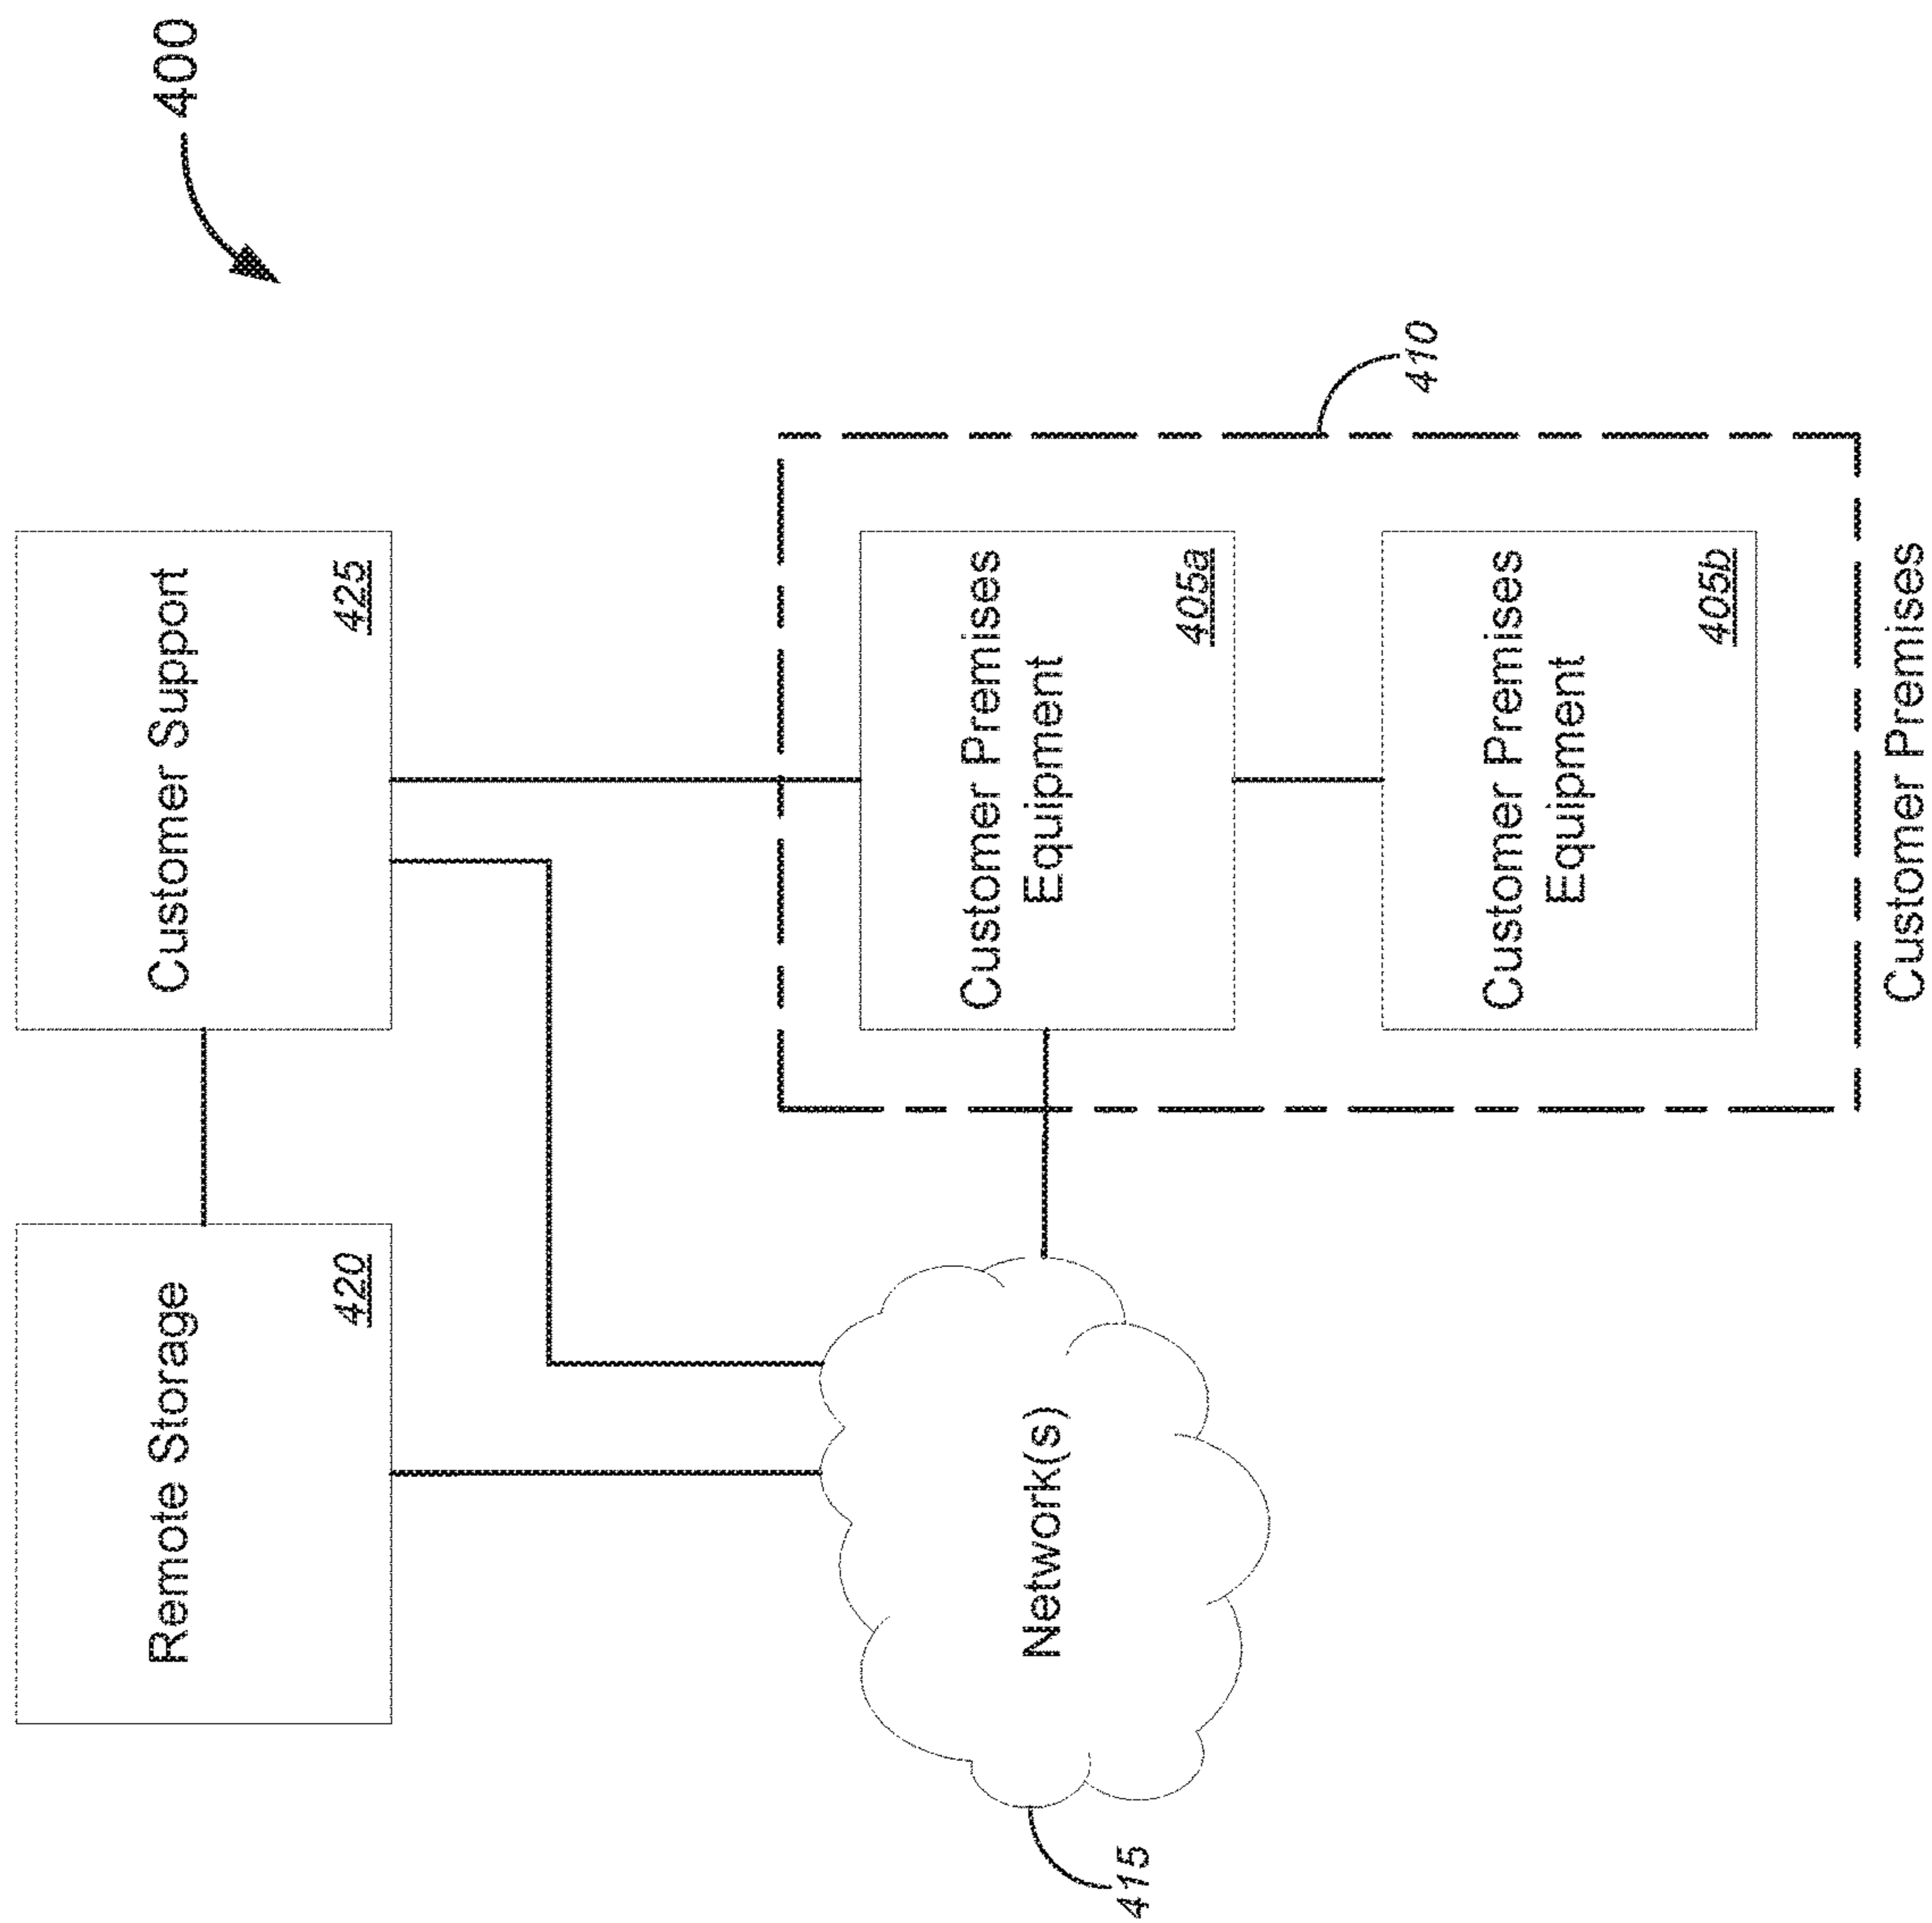 400
Remote Storage
420
Customer Support
425
Network(s)
415
Customer Premises
Equipment
405a
Customer Premises
Equipment
405b
410
Customer Premises